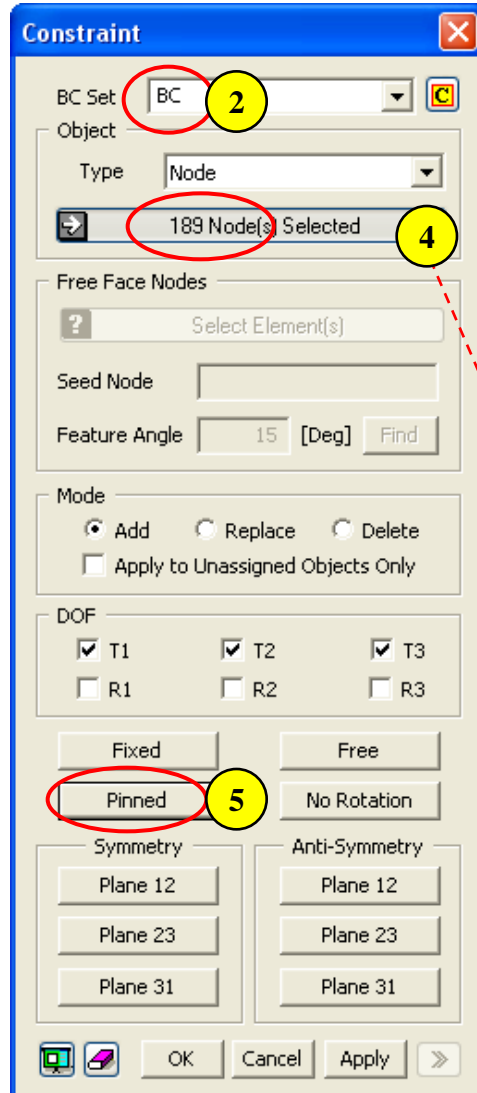 Constraint
BC Set BC 2 C
Object
Type Node
189 Node(s) Selected 4
Free Face Nodes
? Select Element(s)
Seed Node
Feature Angle 15 [Deg] Find
Mode
Add Replace Delete
Apply to Unassigned Objects Only
DOF
T1 T2 T3
R1 R2 R3
Fixed Free
Pinned 5 No Rotation
Symmetry Anti-Symmetry
Plane 12 Plane 12
Plane 23 Plane 23
Plane 31 Plane 31
OK Cancel Apply >>